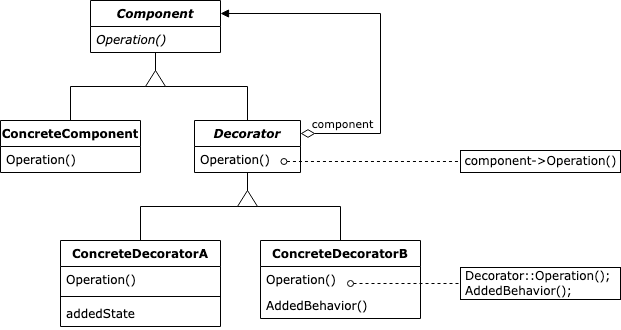 Component
Operation()
component
ConcreteComponent
Operation()
Decorator
Operation()
component->Operation()
ConcreteDecoratorA
Operation()
addedState
ConcreteDecoratorB
Operation()
AddedBehavior()
Decorator::Operation();
AddedBehavior();